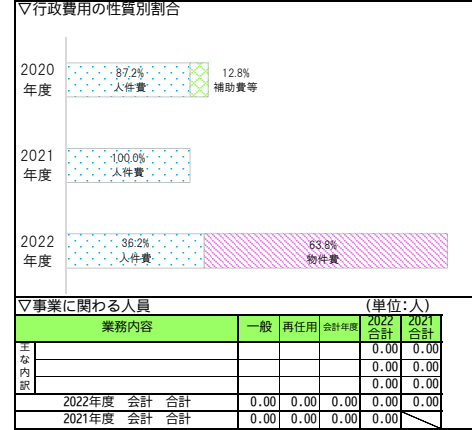 ▽行政費用の性質別割合
2020
年度
87.2%
人件費
12.8%
補助費等
2021
年度
100.0%
人件費
2022
年度
36.2%
人件費
63.8%
物件費
▽事業に関わる人員 (単位:人)
業務内容 一般 再任用 会計年度 2022合計 2021合計
主な内訳
0.00 0.00
0.00 0.00
0.00 0.00
2022年度 会計 合計 0.00 0.00 0.00 0.00 0.00
2021年度 会計 合計 0.00 0.00 0.00 0.00